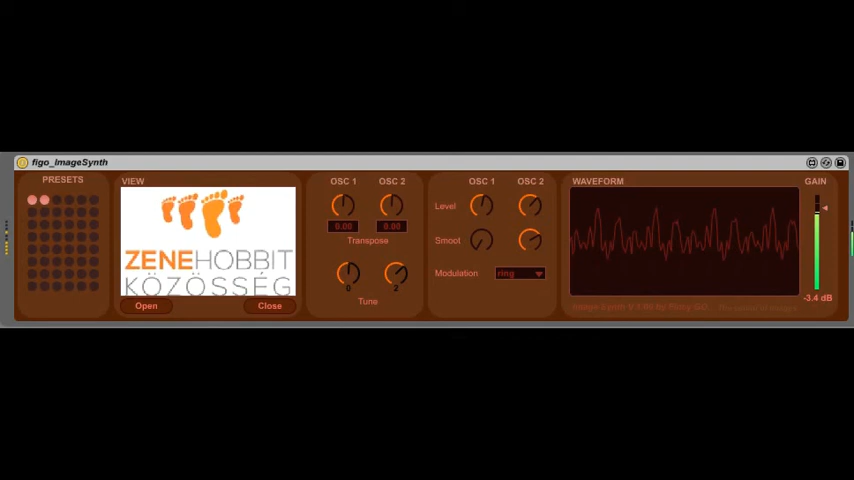 figo_ImageSynth
PRESETS
VIEW
ZENEHOBBIT
KÖZÖSSÉG
Open
Close
OSC 1
OSC 2
0.00
0.00
Transpose
0
2
Tune
OSC 1
OSC 2
Level
Smoot
Modulation
ring
WAVEFORM
GAIN
-3.4 dB